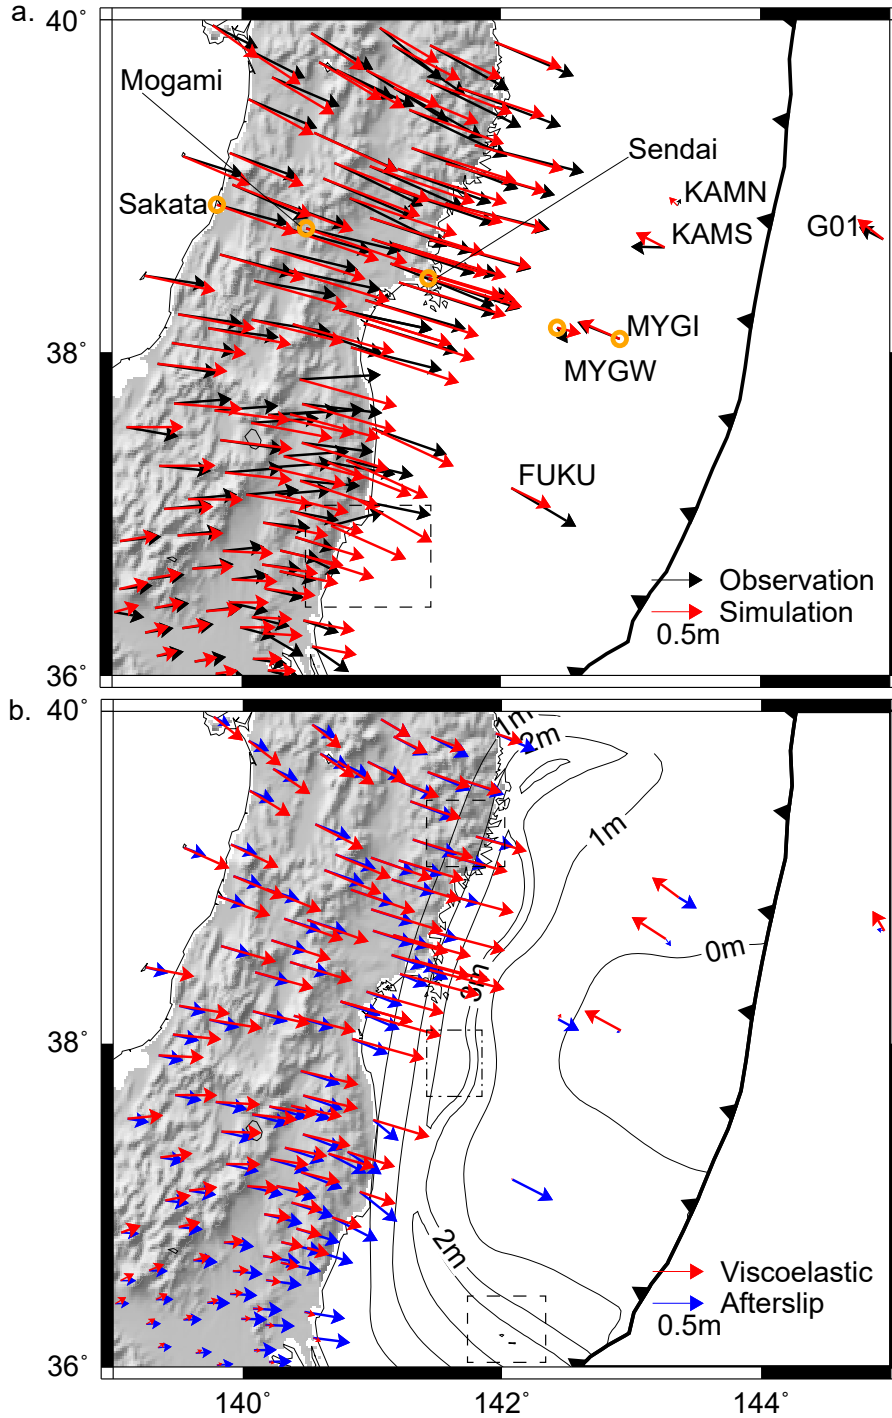 a.
40˚
Mogami
Sendai
Sakata
KAMN
KAMS
G01
38˚
MYGI
MYGW
FUKU
Observation
Simulation
0.5m
36˚
b.
40˚
1m
2m
1m
0m
3m
38˚
2m
Viscoelastic
Afterslip
0.5m
36˚
140˚
142˚
144˚